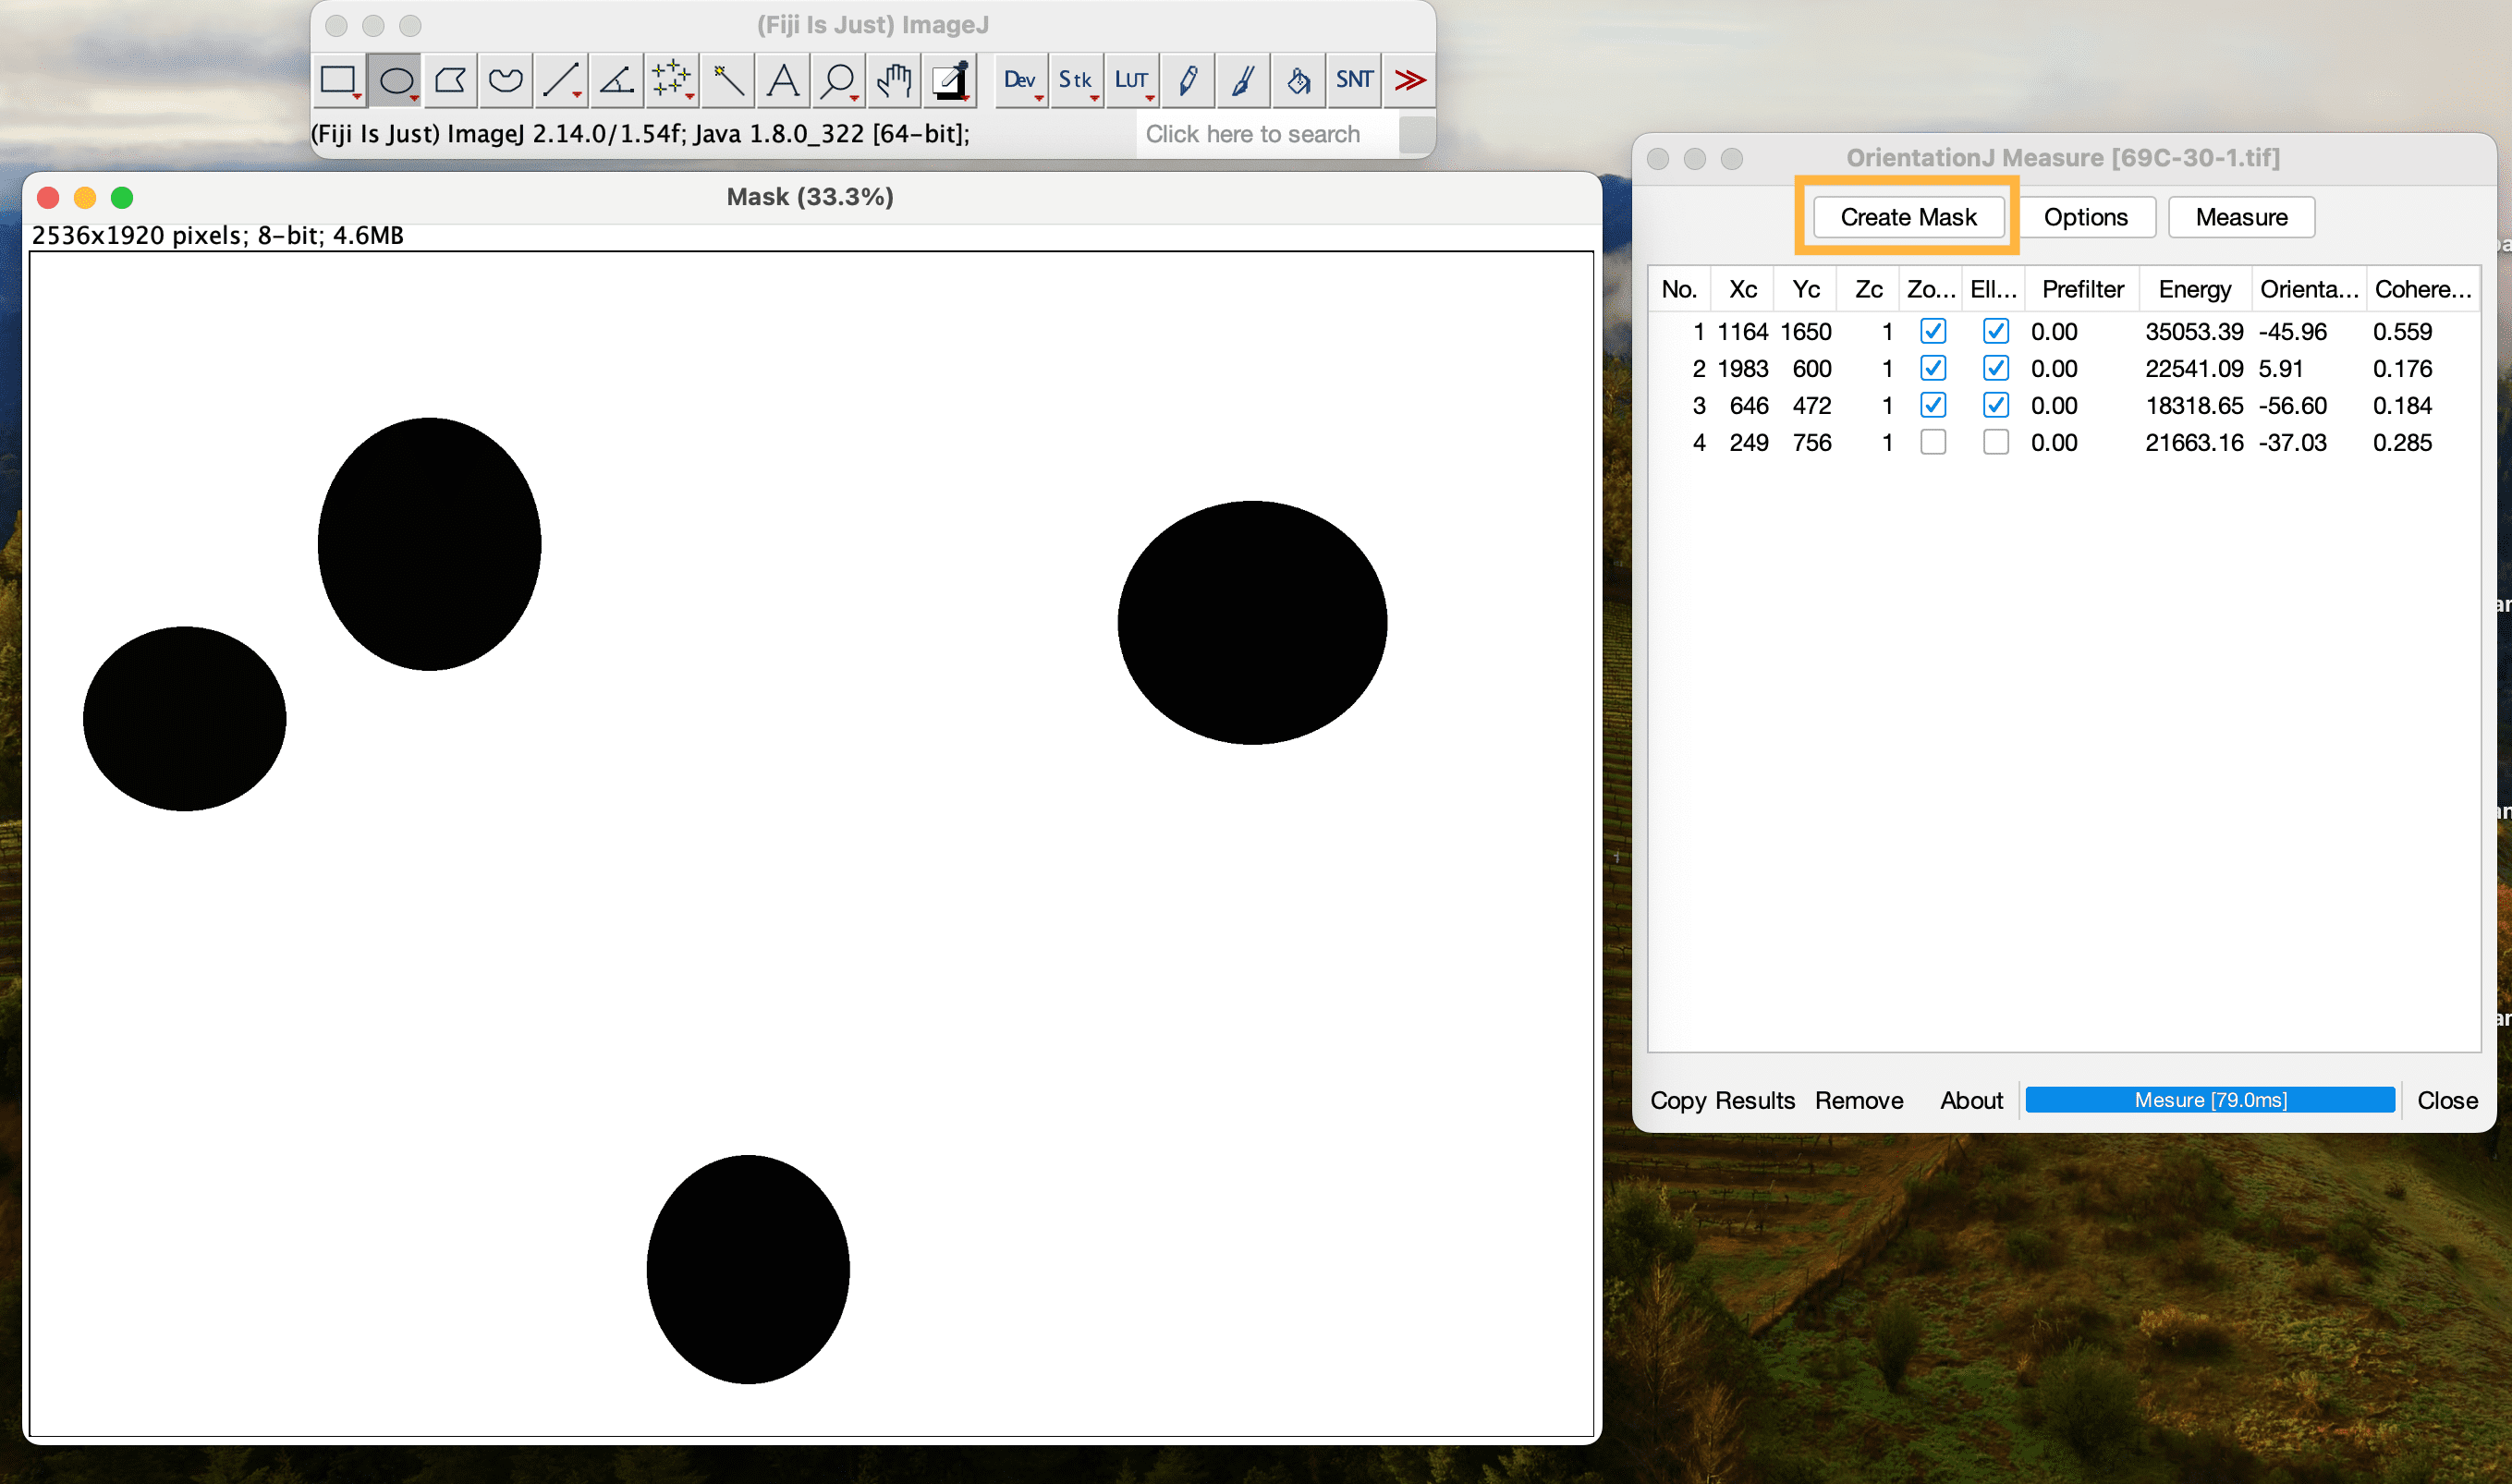 (Fiji Is Just) ImageJ
Dev Stk LUT SNT
(Fiji Is Just) ImageJ 2.14.0/1.54f; Java 1.8.0_322 [64-bit]; Click here to search
Mask (33.3%)
2536x1920 pixels; 8-bit; 4.6MB
OrientationJ Measure [69C-30-1.tif]
Create Mask Options Measure
No. Xc Yc Zc Zo... Ell... Prefilter Energy Orienta... Cohere...
1 1164 1650 1 0.00 35053.39 -45.96 0.559
2 1983 600 1 0.00 22541.09 5.91 0.176
3 646 472 1 0.00 18318.65 -56.60 0.184
4 249 756 1 0.00 21663.16 -37.03 0.285
Copy Results Remove About Mesure [79.0ms] Close